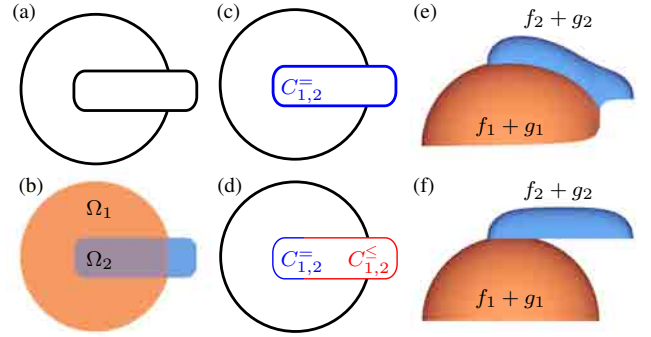 (a)
(c)
(e)
f₂ + g₂
C⁼₁,₂
f₁ + g₁
(b)
(d)
(f)
Ω₁
f₂ + g₂
Ω₂
C⁼₁,₂ C≤₁,₂
f₁ + g₁